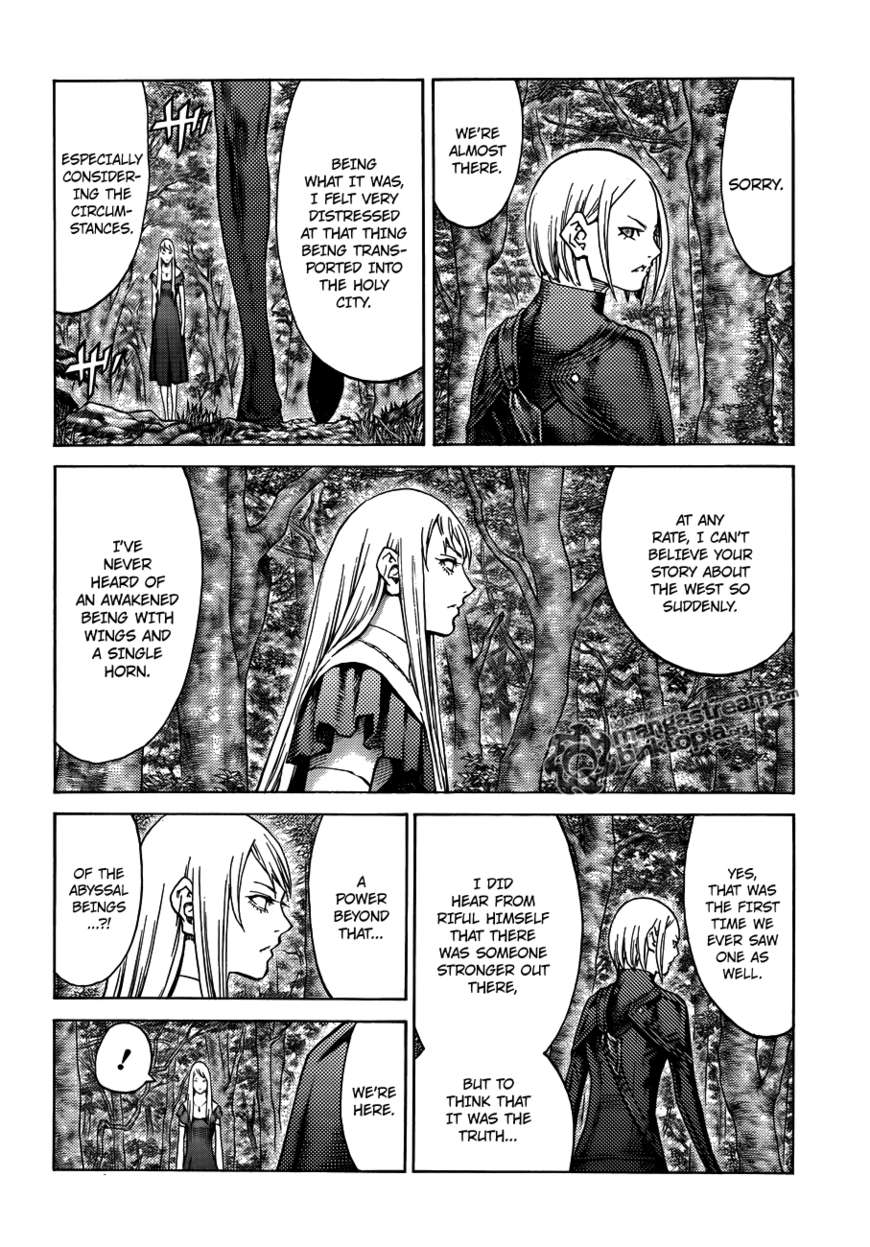 SORRY.
WE'RE
ALMOST
THERE.
BEING
WHAT IT WAS,
I FELT VERY
DISTRESSED
AT THAT THING
BEING TRANS-
PORTED INTO
THE HOLY
CITY.
ESPECIALLY
CONSIDER-
ING THE
CIRCUM-
STANCES.
AT ANY
RATE, I CAN'T
BELIEVE YOUR
STORY ABOUT
THE WEST SO
SUDDENLY.
I'VE
NEVER
HEARD OF
AN AWAKENED
BEING WITH
WINGS AND
A SINGLE
HORN.
mangastream.com
YES,
THAT WAS
THE FIRST
TIME WE
EVER SAW
ONE AS
WELL.
I DID
HEAR FROM
RIFUL HIMSELF
THAT THERE
WAS SOMEONE
STRONGER OUT
THERE,
BUT TO
THINK THAT
IT WAS THE
TRUTH...
A
POWER
BEYOND
THAT...
OF THE
ABYSSAL
BEINGS
...?!
WE'RE
HERE.
!